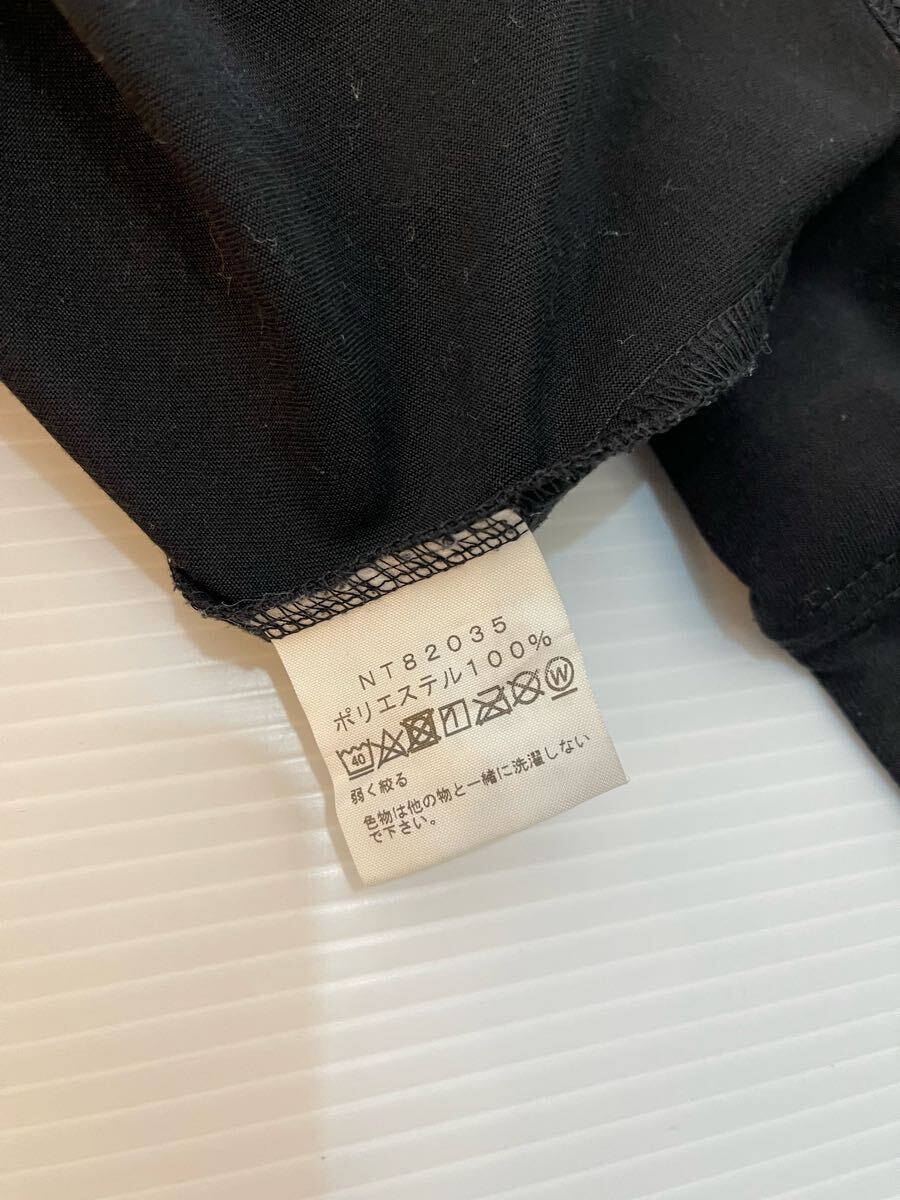 NT82035
ポリエステル100%
40 W
弱く絞る
色物は他の物と一緒に洗濯しない
で下さい。